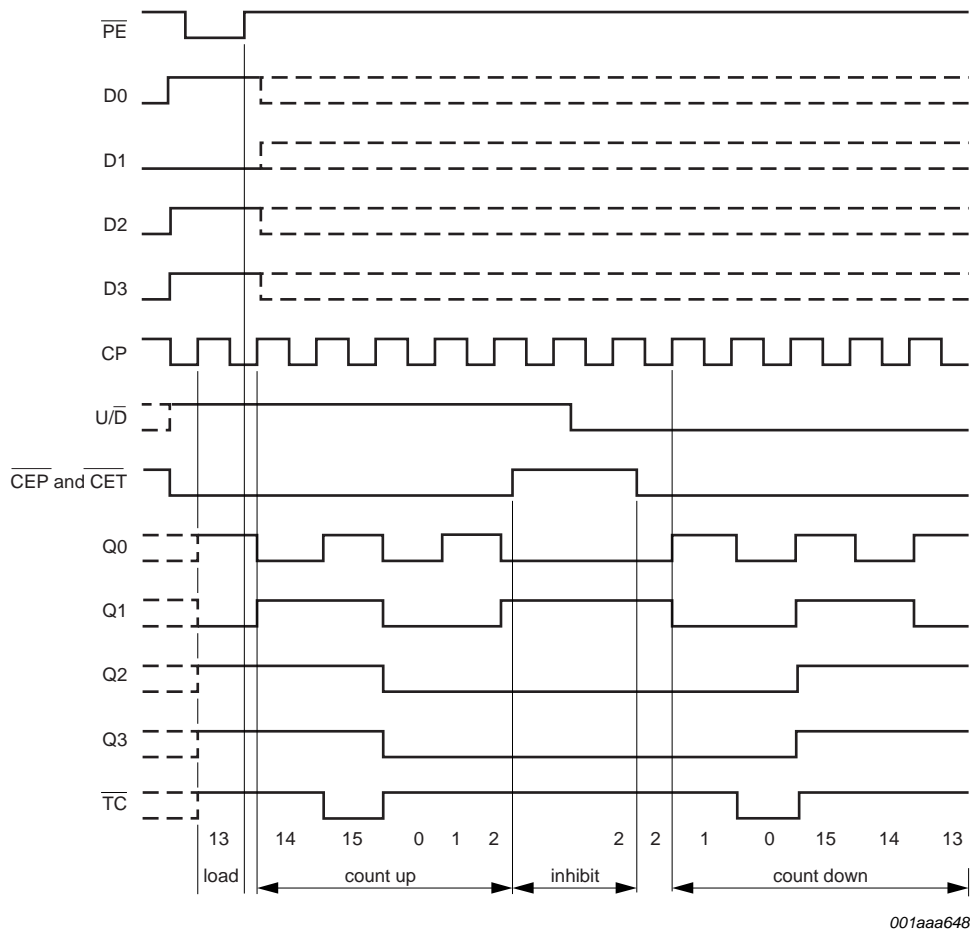 PE
D0
D1
D2
D3
CP
U/D
CEP and CET
Q0
Q1
Q2
Q3
TC
13 14 15 0 1 2 2 2 1 0 15 14 13
load count up inhibit count down
001aaa648